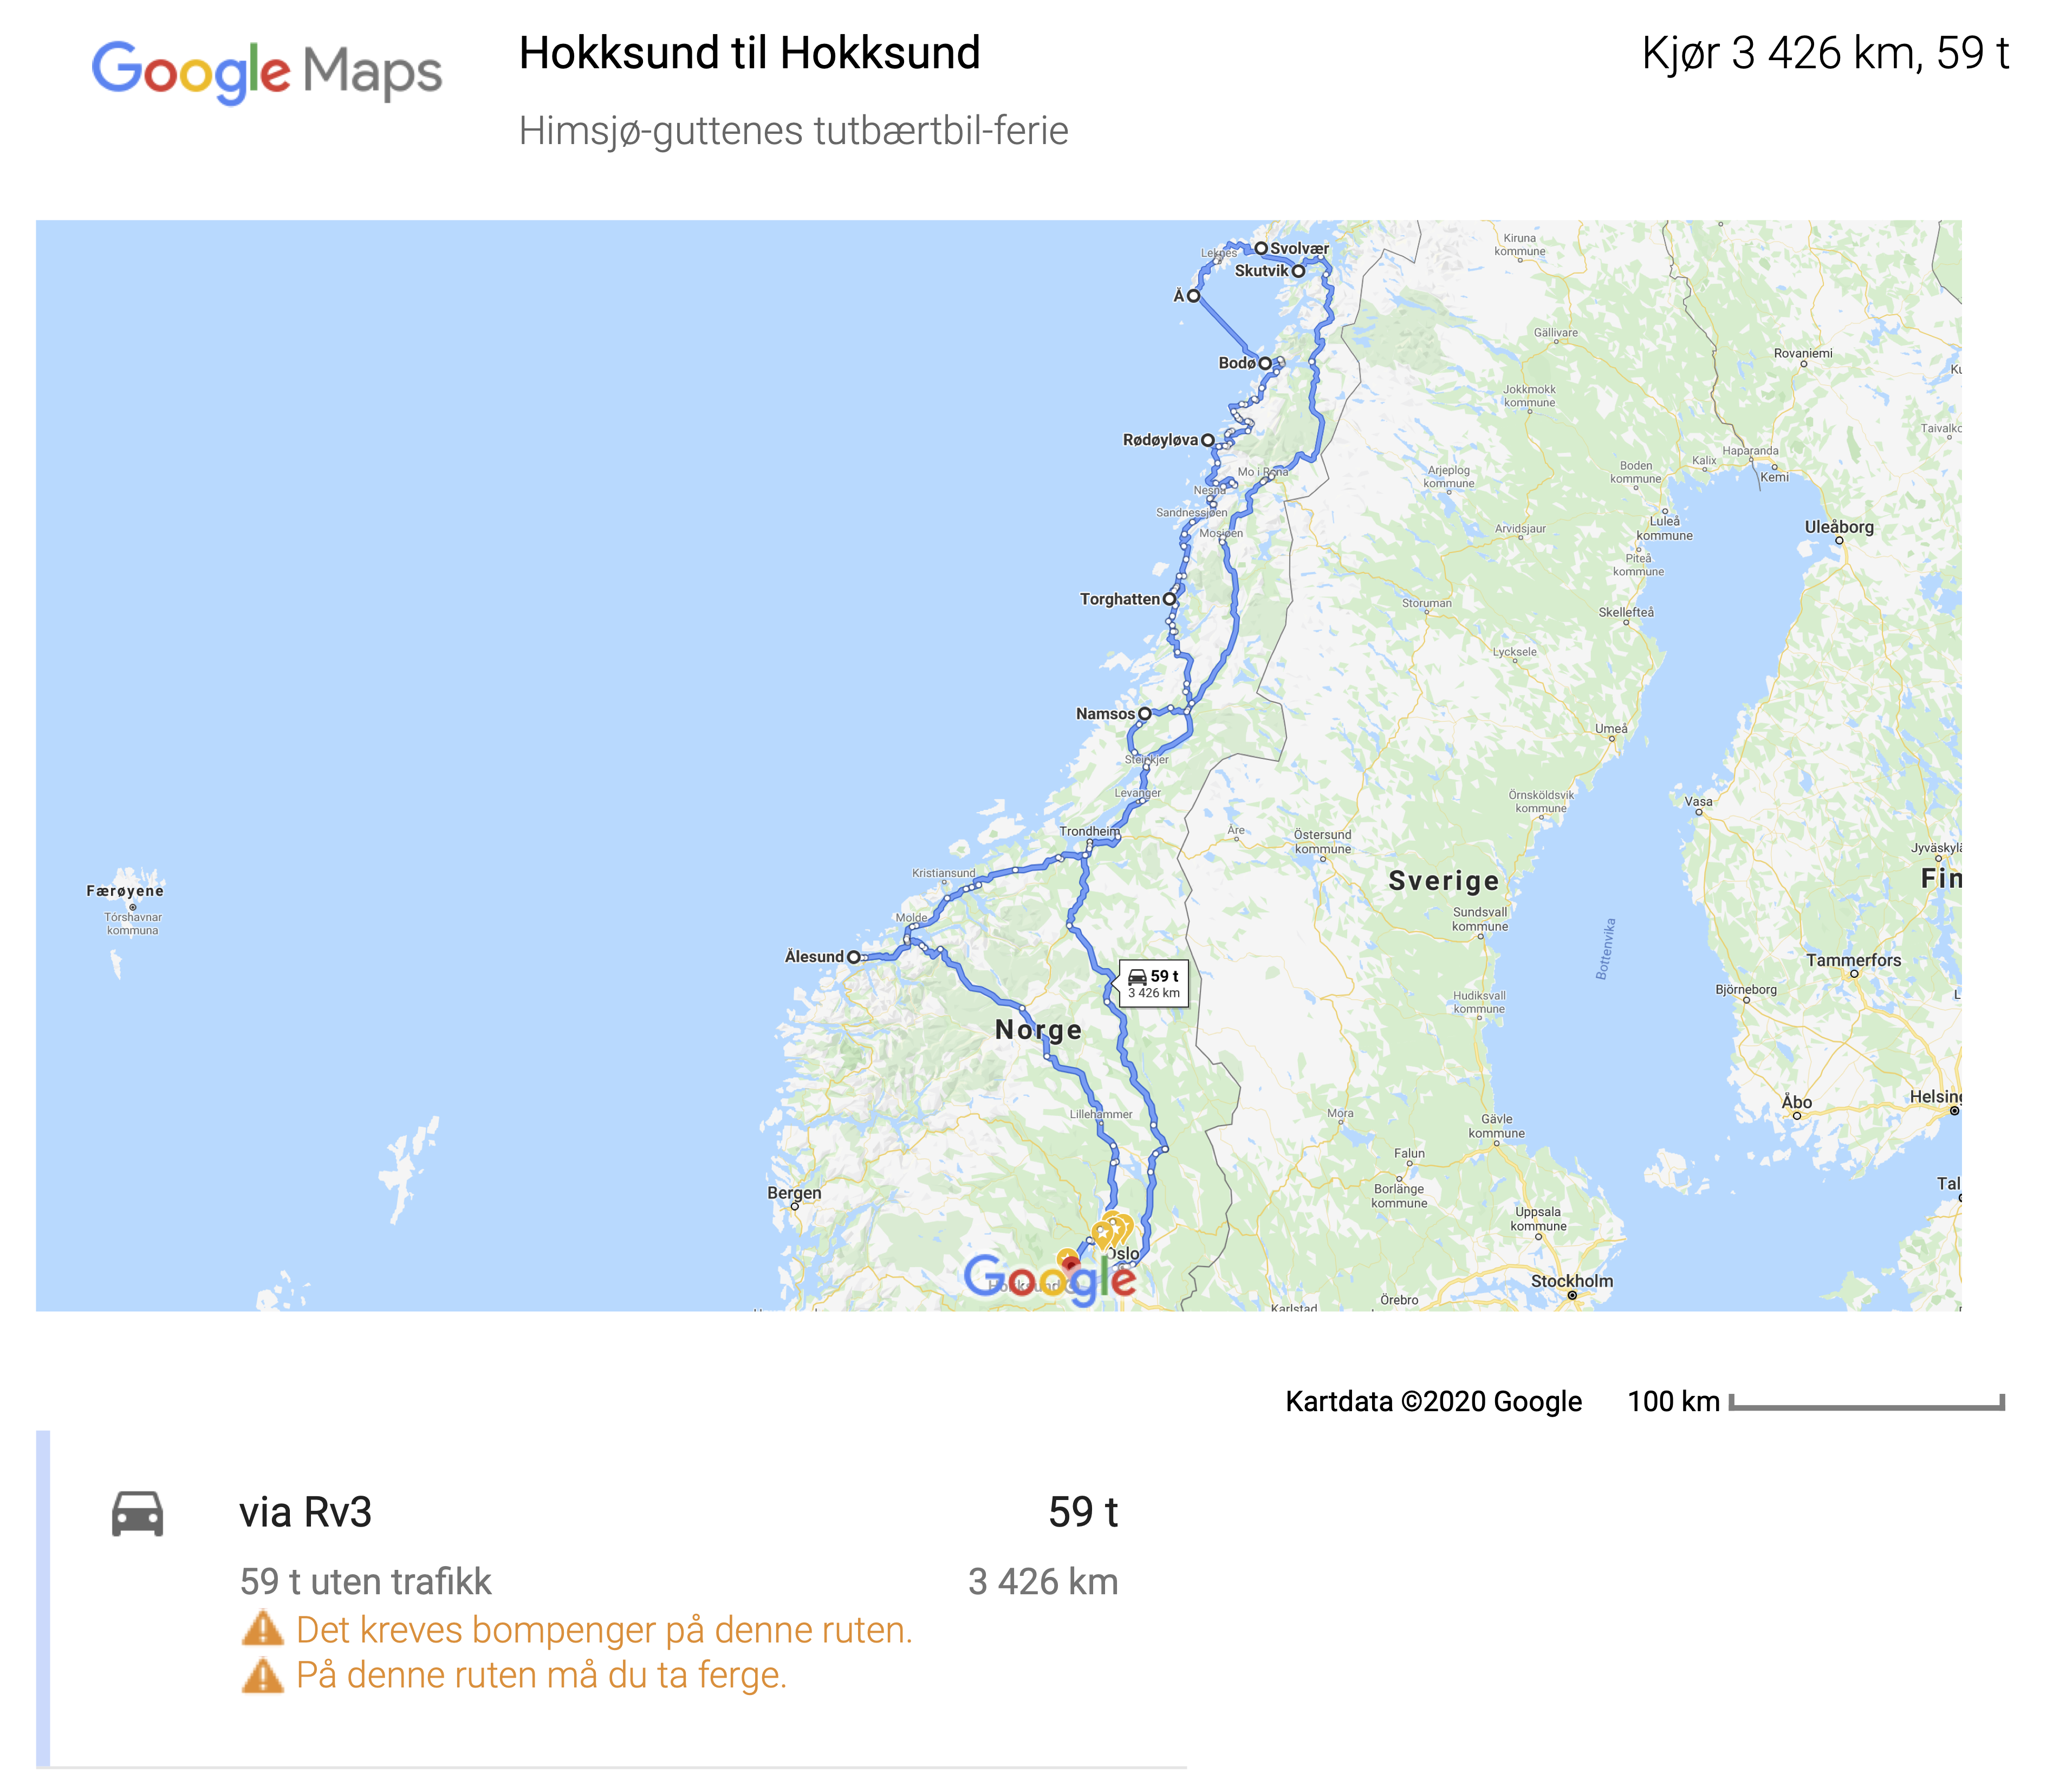 Google Maps
Hokksund til Hokksund
Kjør 3 426 km, 59 t
Himsjø-guttenes tutbærtbil-ferie
Leknes
Svolvær
Kiruna
kommune
Skutvik
Å
Gällivare
Rovaniemi
Bodø
Jokkmokk
kommune
Taivalko
Rødøyløva
Haparanda
Kalix
Boden
kommune
Mo i Rana
Arjeplog
kommune
Kemi
Nesna
Sandnessjøen
Luleå
kommune
Uleåborg
Mosjøen
Arvidsjaur
Piteå
kommune
Torghatten
Storuman
Skellefteå
Lycksele
Namsos
Umeå
Steinkjer
Levanger
Örnsköldsvik
kommune
Vasa
Trondheim
Åre
Östersund
kommune
Jyväskylä
Kristiansund
Sverige
Fin
Færøyene
Tórshavnar
kommuna
Molde
Sundsvall
kommune
Bottenvika
Ålesund
Tammerfors
59 t
3 426 km
Björneborg
Hudiksvall
kommune
Norge
Åbo
Helsing
Lillehammer
Mora
Gävle
kommune
Falun
Bergen
Borlänge
kommune
Tal
Uppsala
kommune
Oslo
Google
Hokksund
Stockholm
Örebro
Karlstad
Kartdata ©2020 Google
100 km
via Rv3
59 t
59 t uten trafikk
3 426 km
Det kreves bompenger på denne ruten.
På denne ruten må du ta ferge.